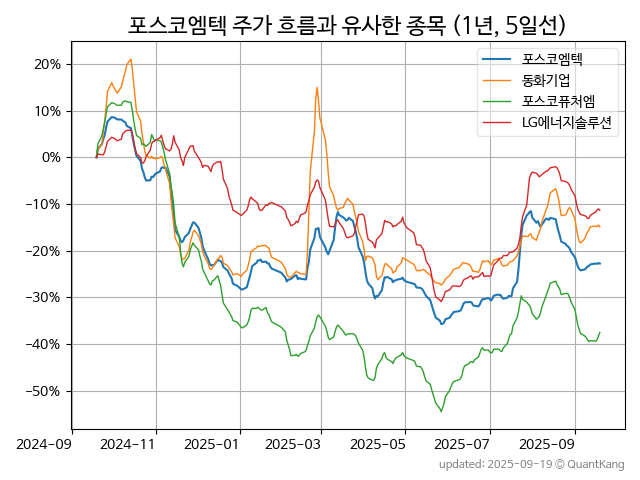 포스코엠텍 주가 흐름과 유사한 종목 (1년, 5일선)
포스코엠텍
동화기업
포스코퓨처엠
LG에너지솔루션
20%
10%
0%
−10%
−20%
−30%
−40%
−50%
2024-09 2024-11 2025-01 2025-03 2025-05 2025-07 2025-09
updated: 2025-09-19 © QuantKang